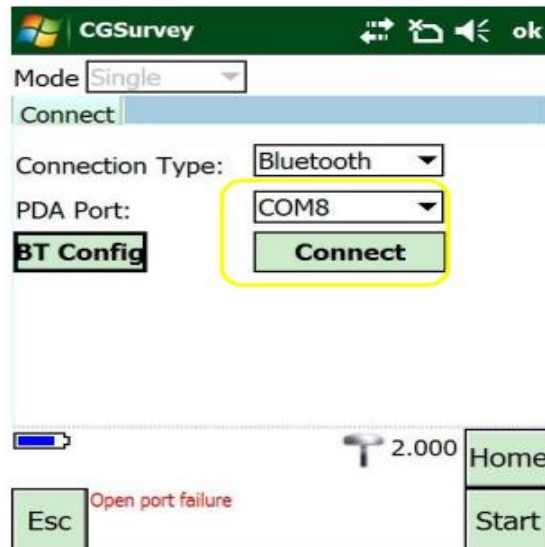 CGSurvey ok
Mode Single
Connect
Connection Type: Bluetooth
PDA Port: COM8
BT Config Connect
2.000
Home
Esc Open port failure Start